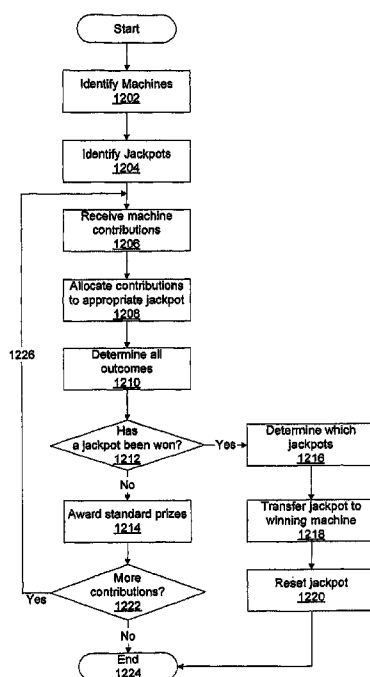 Start
Identify Machines
1202
Identify Jackpots
1204
Receive machine
contributions
1206
Allocate contributions
to appropriate jackpot
1208
1226
Determine all
outcomes
1210
Has
a jackpot been won?
1212
Yes
Determine which
jackpots
1216
No
Award standard prizes
1214
Transfer jackpot to
winning machine
1218
More
contributions?
1222
Yes
Reset jackpot
1220
No
End
1224